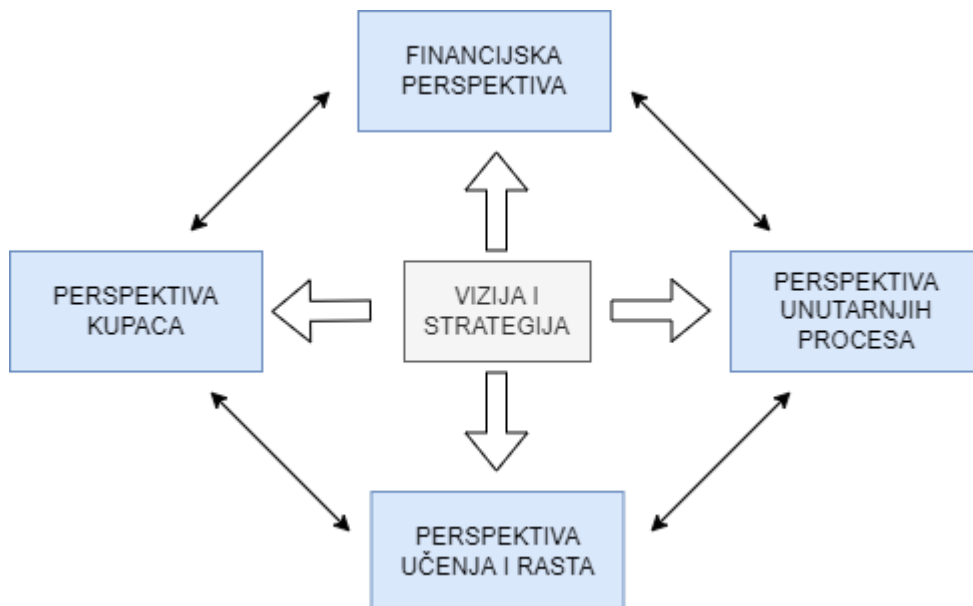 FINANCIJSKA
PERSPEKTIVA
PERSPEKTIVA
KUPACA
VIZIJA I
STRATEGIJA
PERSPEKTIVA
UNUTARNJIH
PROCESA
PERSPEKTIVA
UČENJA I RASTA